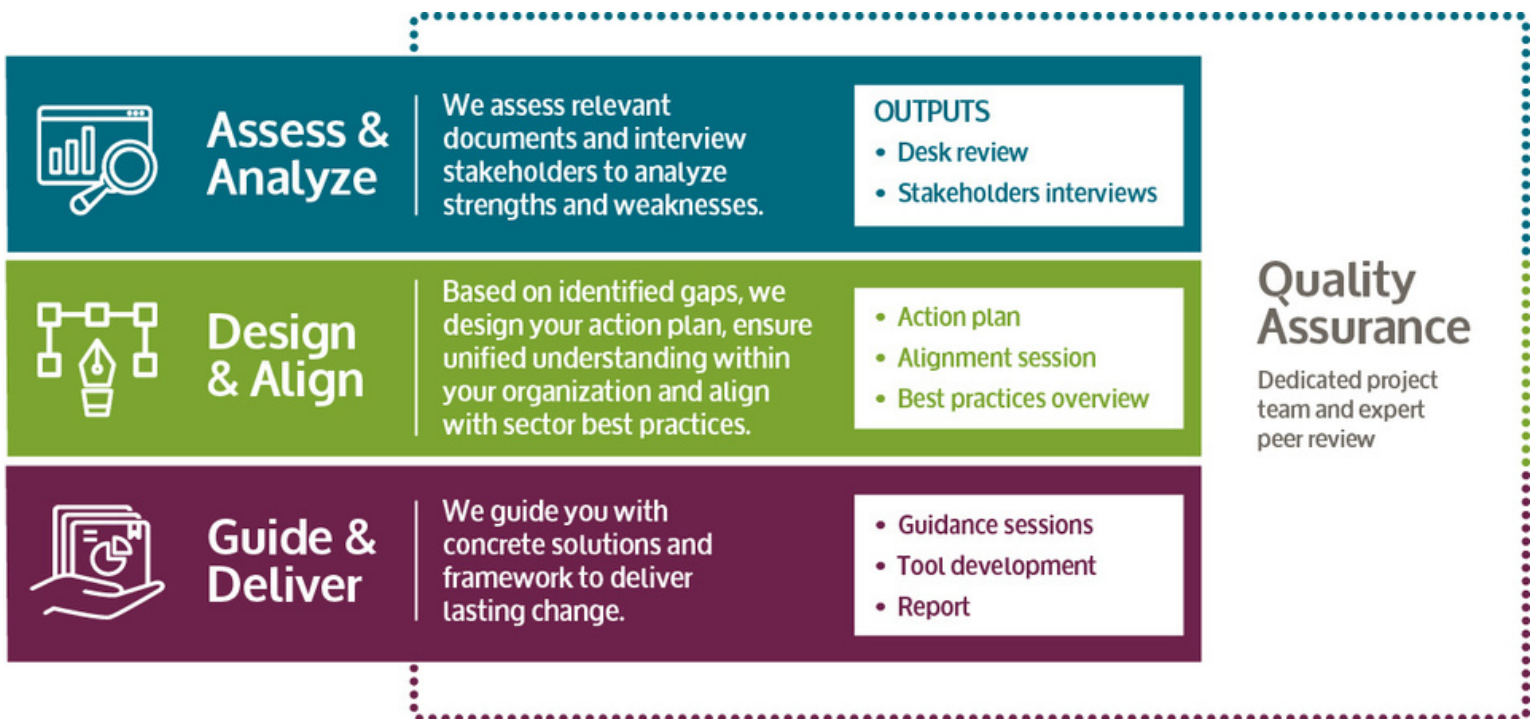 Assess &
Analyze
We assess relevant
documents and interview
stakeholders to analyze
strengths and weaknesses.
OUTPUTS
• Desk review
• Stakeholders interviews
Design
& Align
Based on identified gaps, we
design your action plan, ensure
unified understanding within
your organization and align
with sector best practices.
• Action plan
• Alignment session
• Best practices overview
Guide &
Deliver
We guide you with
concrete solutions and
framework to deliver
lasting change.
• Guidance sessions
• Tool development
• Report
Quality
Assurance
Dedicated project
team and expert
peer review